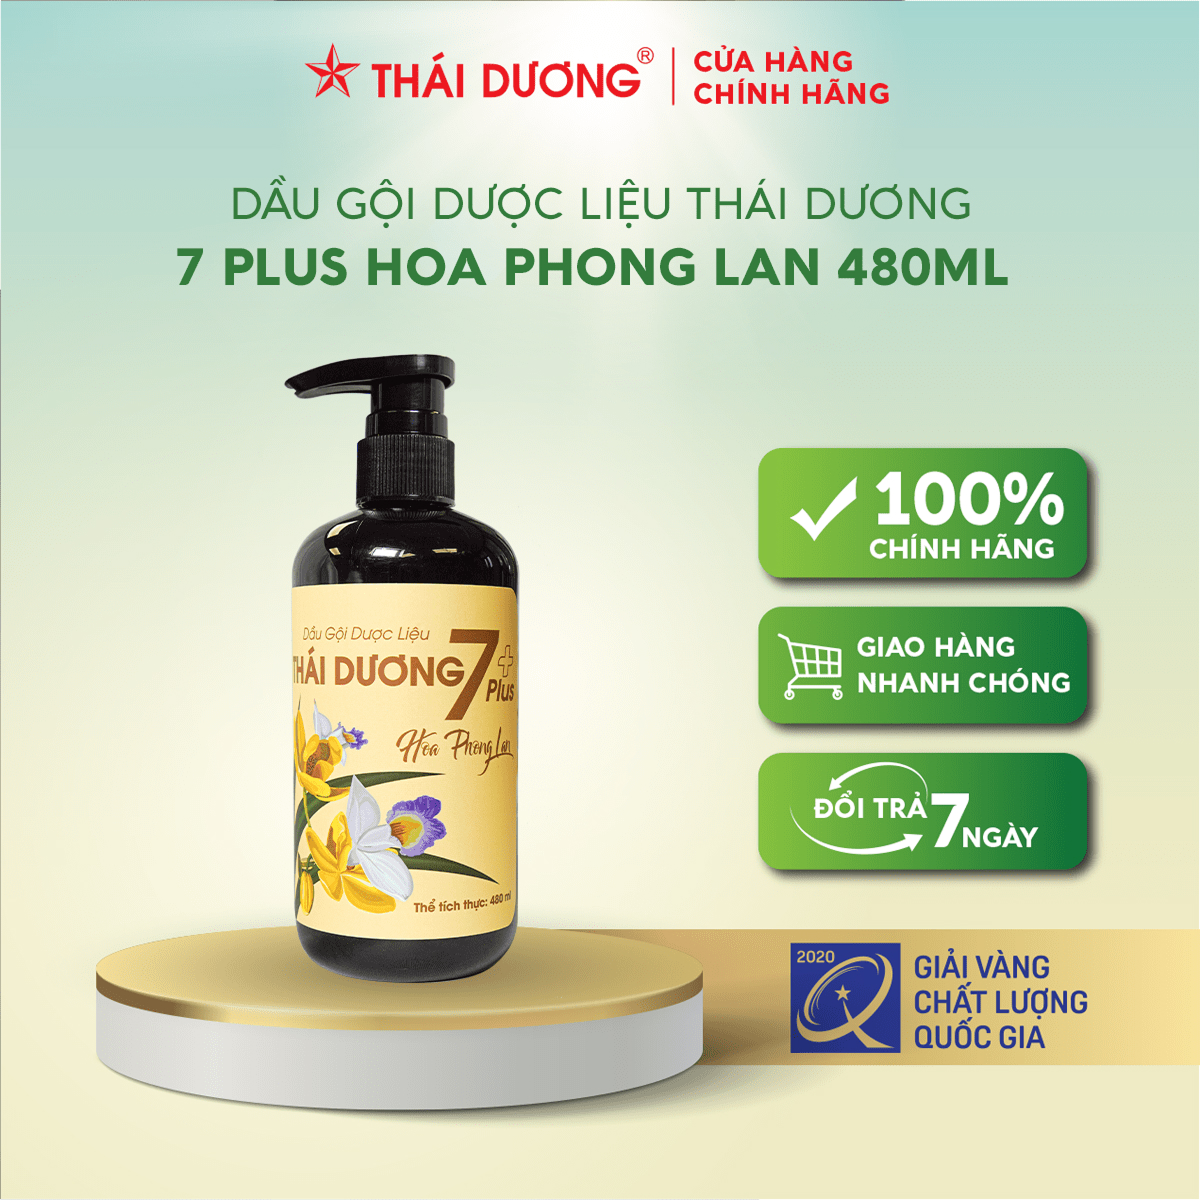 THÁI DƯƠNG®
CỬA HÀNG
CHÍNH HÃNG
DẦU GỘI DƯỢC LIỆU THÁI DƯƠNG
7 PLUS HOA PHONG LAN 480ML
Dầu Gội Dược Liệu
THÁI DƯƠNG 7+
Plus
Hoa Phong Lan
Thể tích thực: 480 ml
100%
CHÍNH HÃNG
GIAO HÀNG
NHANH CHÓNG
ĐỔI TRẢ 7 NGÀY
2020
GIẢI VÀNG
CHẤT LƯỢNG
QUỐC GIA